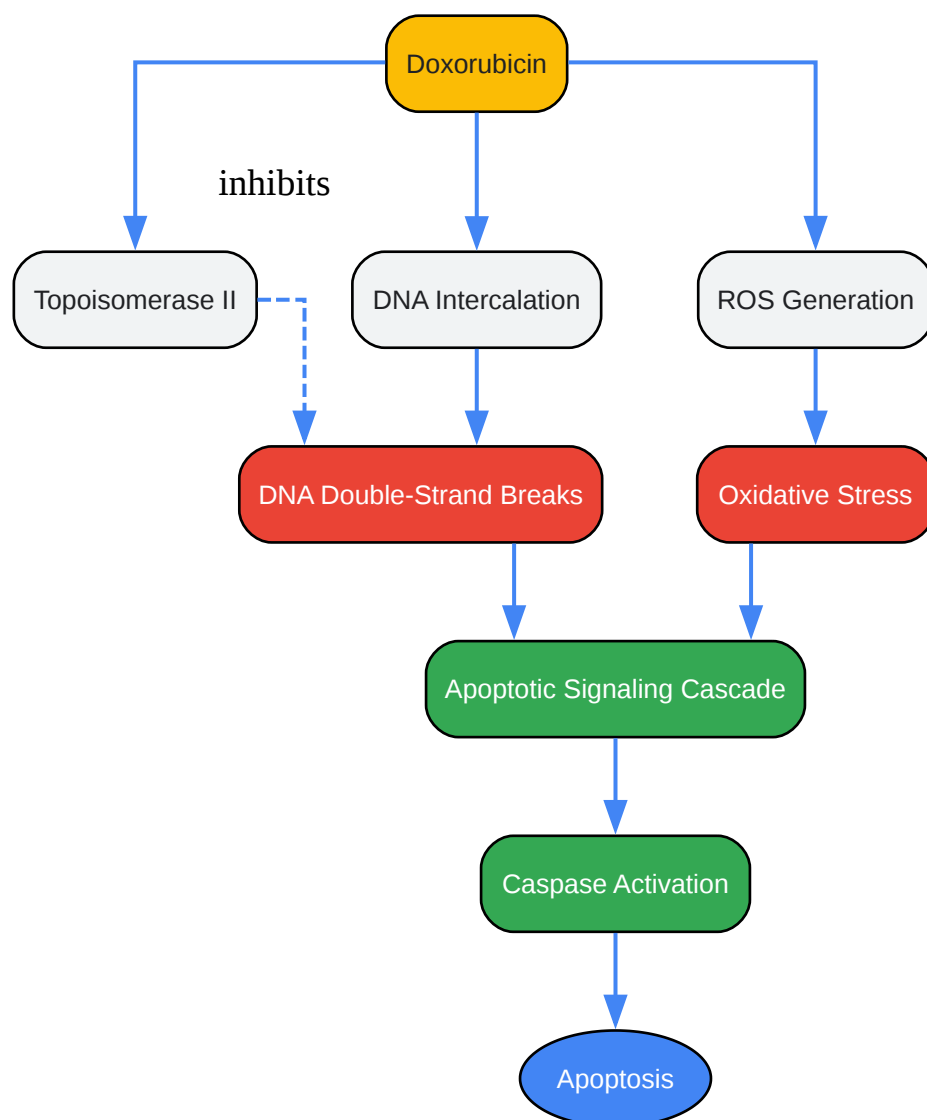 Doxorubicin
inhibits
Topoisomerase II
DNA Intercalation
ROS Generation
DNA Double-Strand Breaks
Oxidative Stress
Apoptotic Signaling Cascade
Caspase Activation
Apoptosis